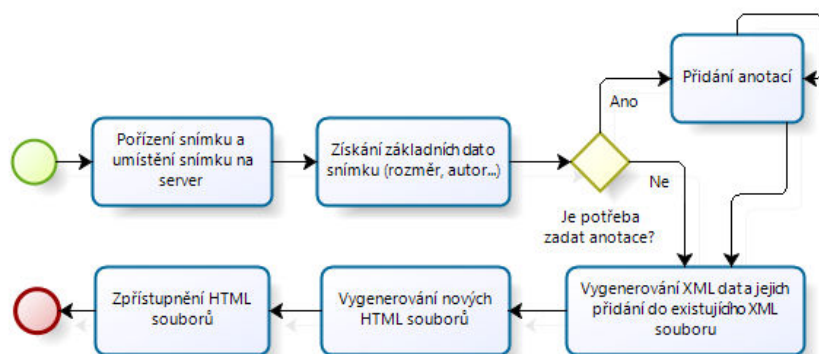 Přidání anotací
Ano
Pořízení snímku a
umístění snímku na
server
Získání základních dat o
snímku (rozměr, autor...)
Ne
Je potřeba
zadat anotace?
Zpřístupnění HTML
souborů
Vygenerování nových
HTML souborů
Vygenerování XML dat a jejich
přidání do existujícího XML
souboru